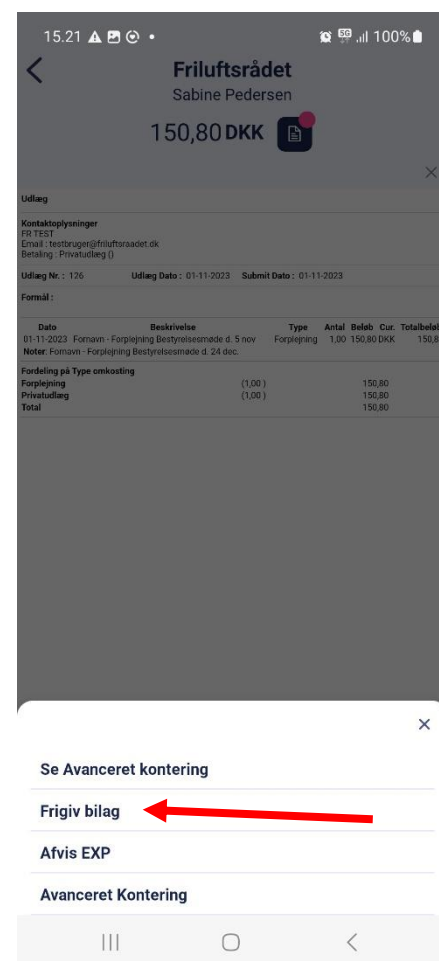 15.21 5G 100%
Friluftsrådet
Sabine Pedersen
150,80 DKK
Udlæg
Kontaktoplysninger
FR TEST
Email : testbruger@friluftsraadet.dk
Betaling : Privatudlæg ()
Udlæg Nr. : 126 Udlæg Dato : 01-11-2023 Submit Dato : 01-11-2023
Formål :
Dato Beskrivelse Type Antal Beløb Cur. Totalbeløl
01-11-2023 Fornavn - Forplejning Bestyrelsesmøde d. 5 nov Forplejning 1,00 150,80 DKK 150,8
Noter: Fornavn - Forplejning Bestyrelsesmøde d. 24 dec.
Fordeling på Type omkosting
Forplejning (1,00 ) 150,80
Privatudlæg (1,00 ) 150,80
Total 150,80
Se Avanceret kontering
Frigiv bilag
Afvis EXP
Avanceret Kontering